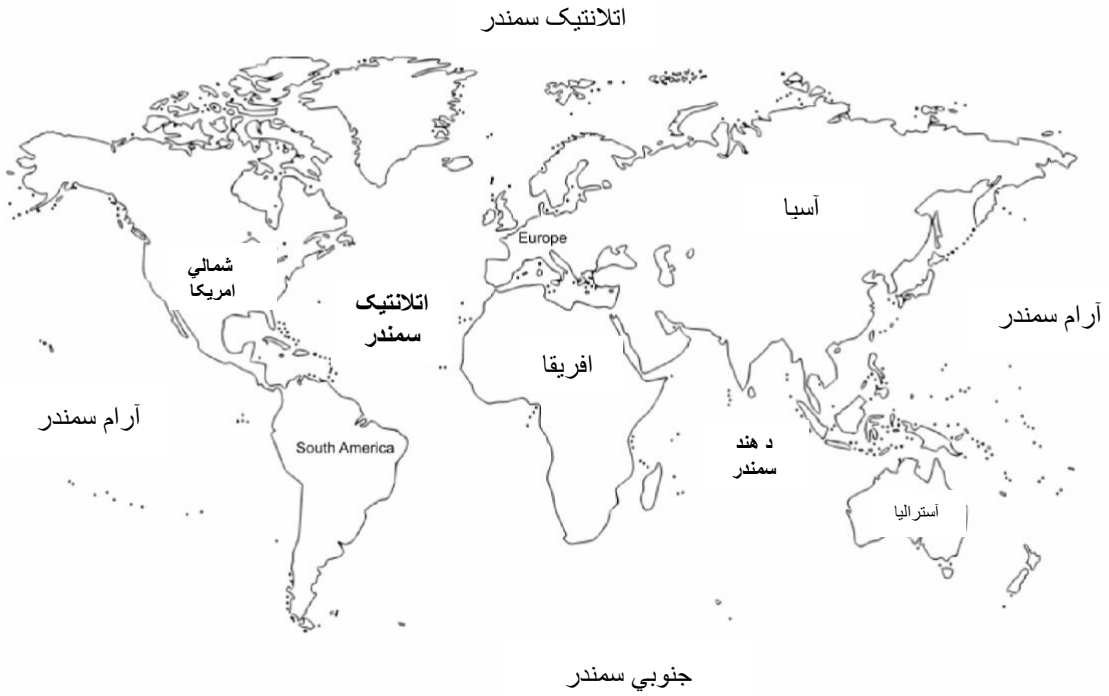 اتلانتیک سمندر
آسیا
Europe
شمالي
امریکا
اتلانتیک
سمندر
آرام سمندر
افریقا
آرام سمندر
South America
د هند
سمندر
آسترالیا
جنوبي سمندر